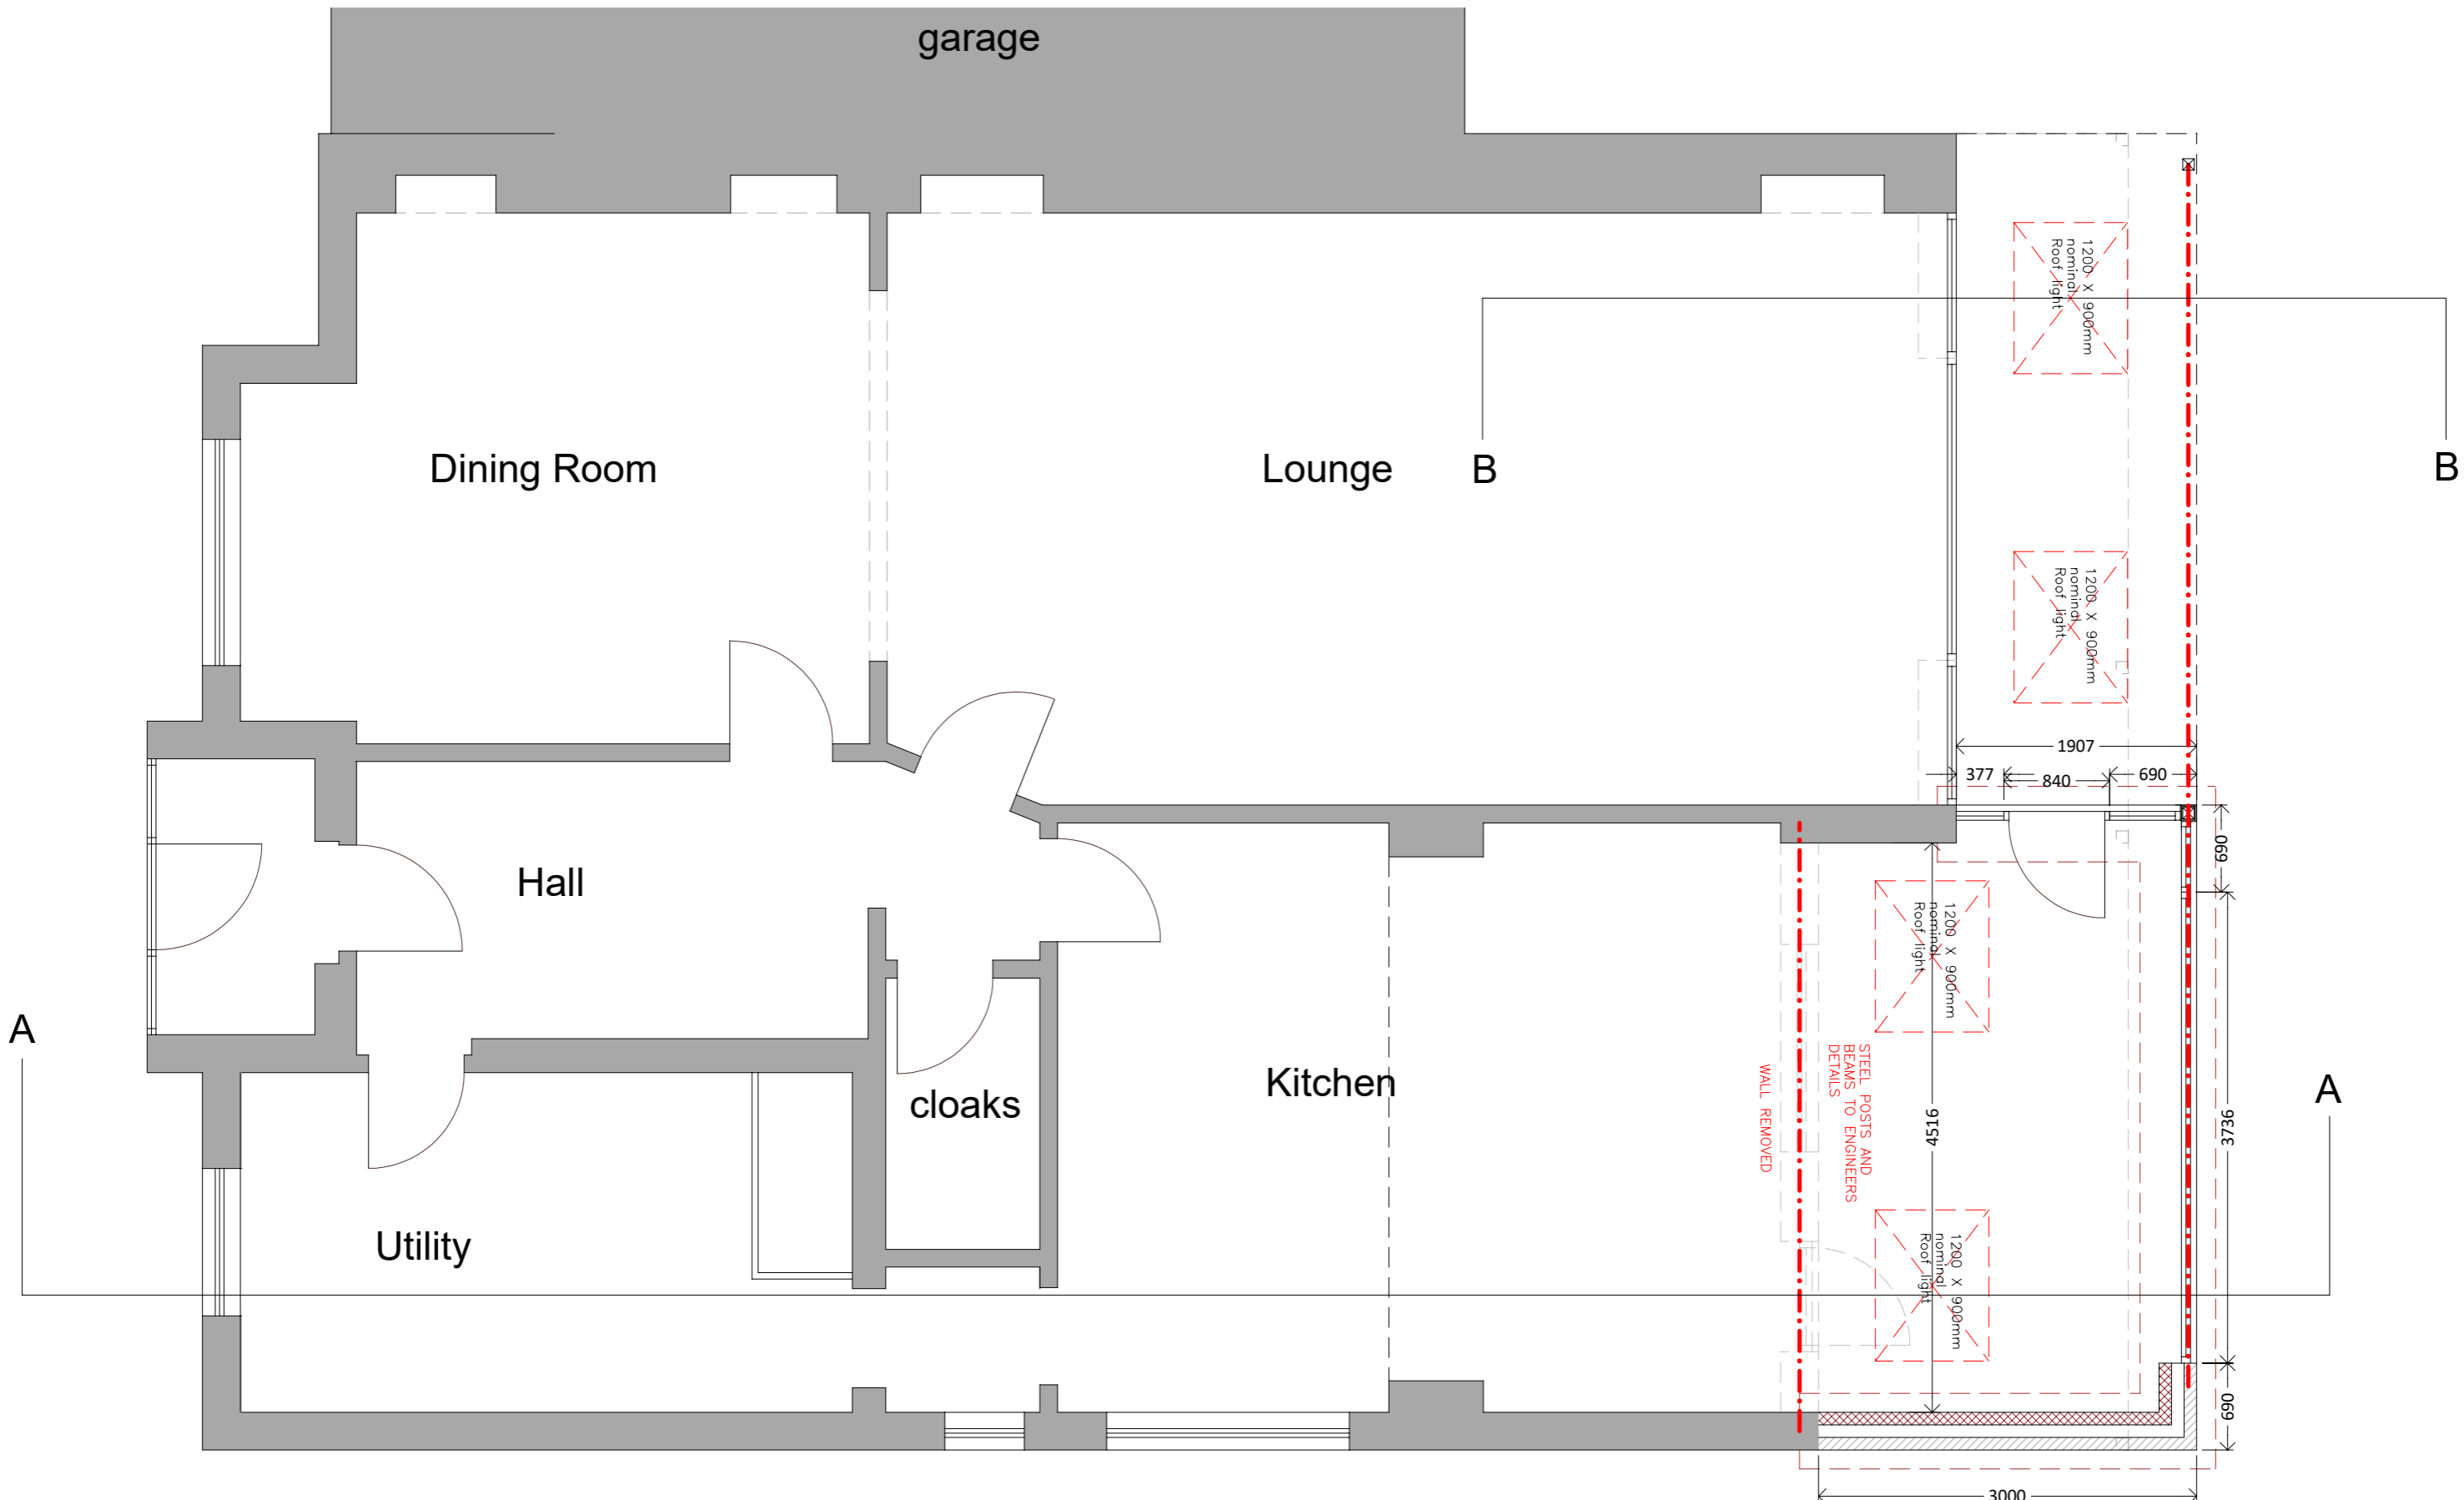 garage
1200 X 900mm
nominal
Roof light
Dining Room
Lounge
B
B
1200 X 900mm
nominal
Roof light
1907
377
840
690
690
Hall
1200 X 900mm
nominal
Roof light
A
cloaks
Kitchen
WALL REMOVED
STEEL POSTS AND
BEAMS TO ENGINEERS
DETAILS
4516
3736
A
Utility
1200 X 900mm
nominal
Roof light
690
3000